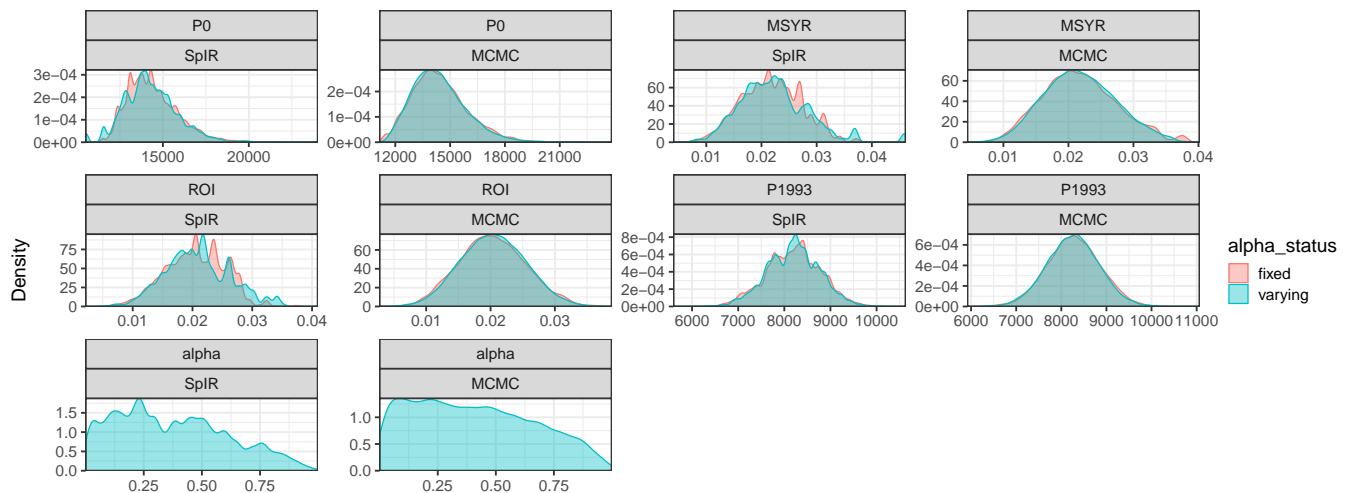 P0
SpIR
3e−04
2e−04
1e−04
0e+00
15000 20000
P0
MCMC
2e−04
1e−04
0e+00
12000 15000 18000 21000
MSYR
SpIR
60
40
20
0
0.01 0.02 0.03 0.04
MSYR
MCMC
60
40
20
0
0.01 0.02 0.03 0.04
ROI
SpIR
75
50
25
0
0.01 0.02 0.03 0.04
ROI
MCMC
60
40
20
0
0.01 0.02 0.03
P1993
SpIR
8e−04
6e−04
4e−04
2e−04
0e+00
6000 7000 8000 9000 10000
P1993
MCMC
6e−04
4e−04
2e−04
0e+00
6000 7000 8000 9000 10000 11000
alpha
SpIR
1.5
1.0
0.5
0.0
0.25 0.50 0.75
alpha
MCMC
1.0
0.5
0.0
0.25 0.50 0.75
Density
alpha_status
fixed
varying